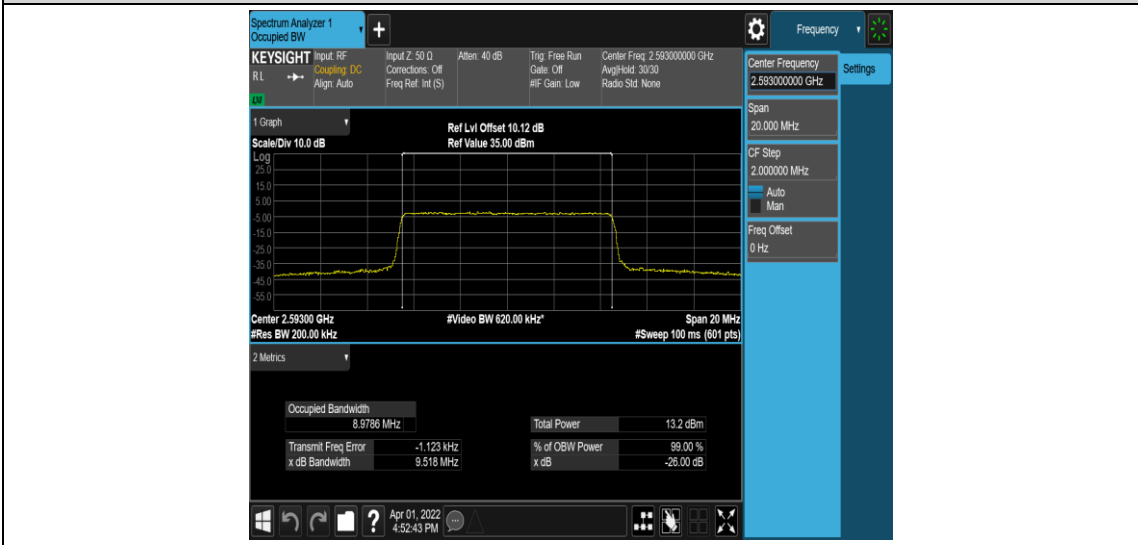 Spectrum Analyzer 1
Occupied BW
+
Frequency
KEYSIGHT
R L
LXI
Input: RF
Coupling: DC
Align: Auto
Input Z: 50 Ω
Corrections: Off
Freq Ref: Int (S)
Atten: 40 dB
Trig: Free Run
Gate: Off
#IF Gain: Low
Center Freq: 2.593000000 GHz
Avg|Hold: 30/30
Radio Std: None
Center Frequency
2.593000000 GHz
Settings
Span
20.000 MHz
CF Step
2.000000 MHz
Auto
Man
Freq Offset
0 Hz
1 Graph
Scale/Div 10.0 dB
Ref Lvl Offset 10.12 dB
Ref Value 35.00 dBm
Log
25.0
15.0
5.00
-5.00
-15.0
-25.0
-35.0
-45.0
-55.0
Center 2.59300 GHz
#Video BW 620.00 kHz*
Span 20 MHz
#Res BW 200.00 kHz
#Sweep 100 ms (601 pts)
2 Metrics
Occupied Bandwidth
8.9786 MHz
Total Power 13.2 dBm
Transmit Freq Error -1.123 kHz
% of OBW Power 99.00 %
x dB Bandwidth 9.518 MHz
x dB -26.00 dB
?
Apr 01, 2022
4:52:43 PM